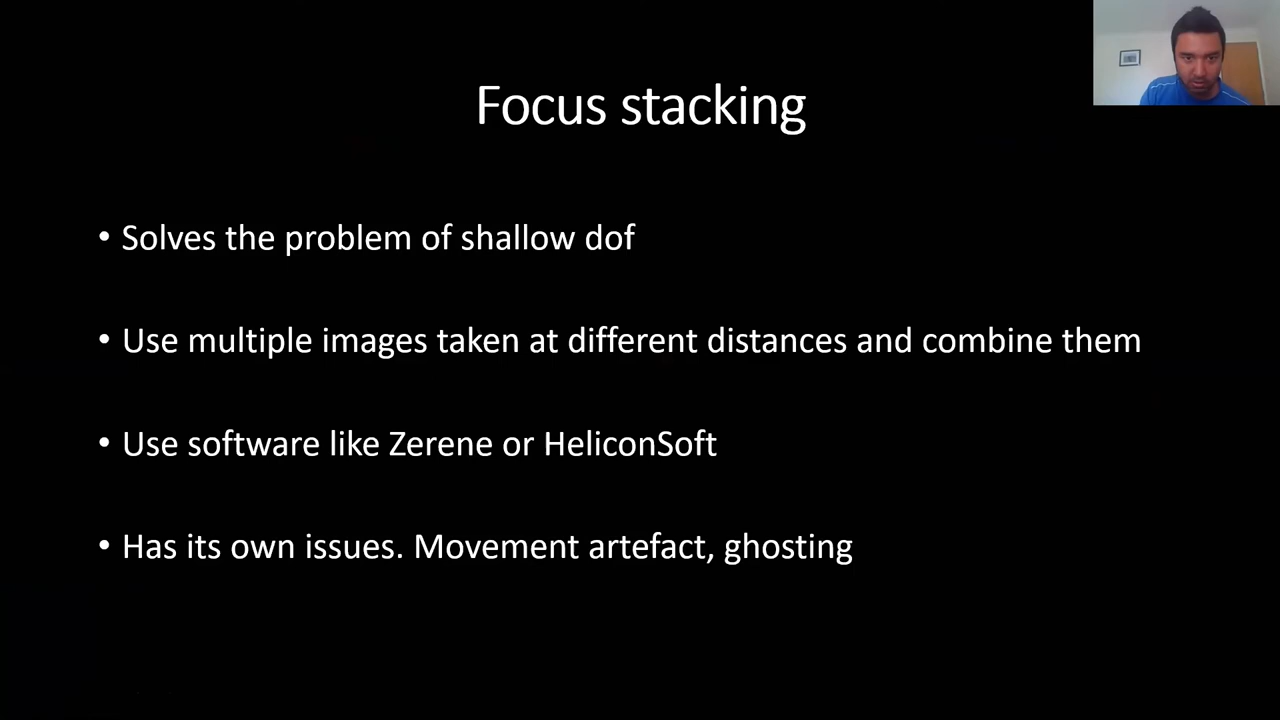 Focus stacking
• Solves the problem of shallow dof
• Use multiple images taken at different distances and combine them
• Use software like Zerene or HeliconSoft
• Has its own issues. Movement artefact, ghosting